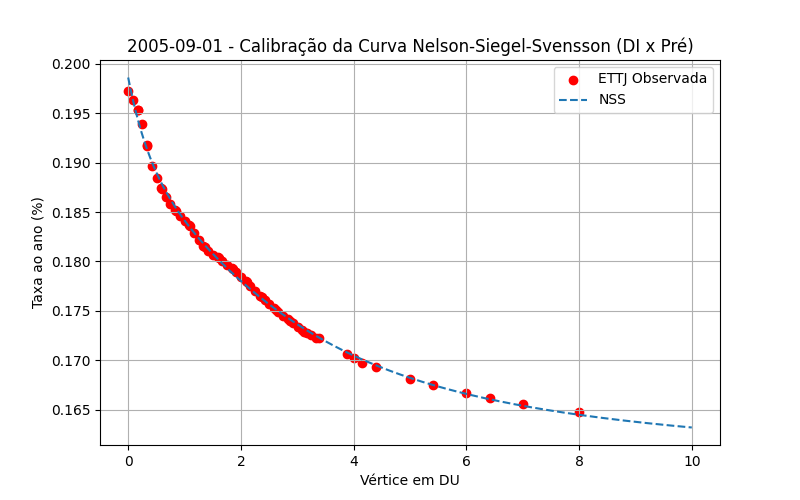 2005-09-01 - Calibração da Curva Nelson-Siegel-Svensson (DI x Pré)
ETTJ Observada
NSS
Taxa ao ano (%)
0.200
0.195
0.190
0.185
0.180
0.175
0.170
0.165
0 2 4 6 8 10
Vértice em DU